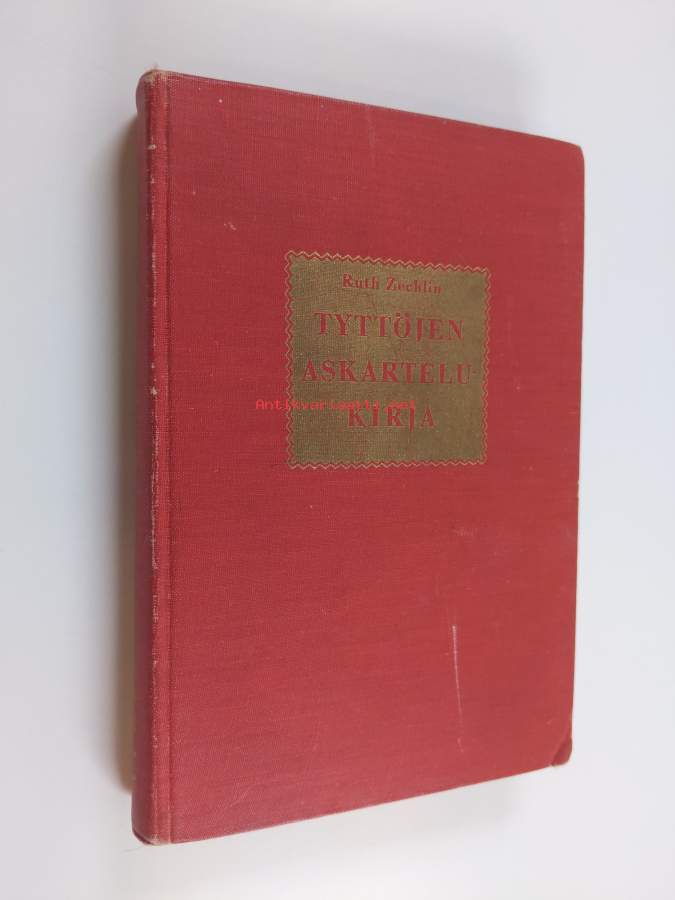 Ruth Zechlin
TYTTÖJEN
ASKARTELU-
Antikvariaatti.net
KIRJA